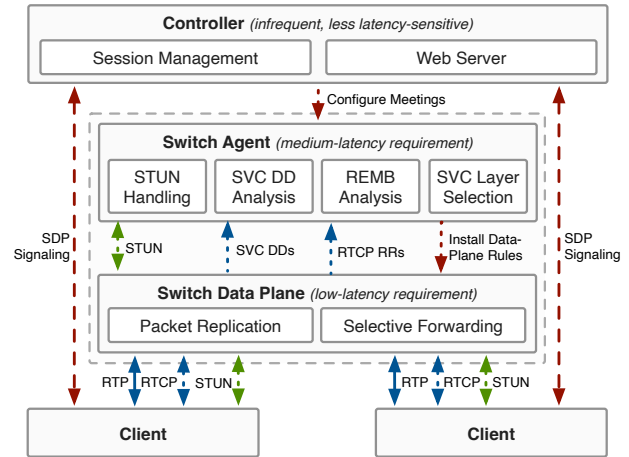 Controller (infrequent, less latency-sensitive)
Session Management
Web Server
Configure Meetings
Switch Agent (medium-latency requirement)
STUN
Handling
SVC DD
Analysis
REMB
Analysis
SVC Layer
Selection
SDP
Signaling
STUN
SVC DDs
RTCP RRs
Install Data-
Plane Rules
SDP
Signaling
Switch Data Plane (low-latency requirement)
Packet Replication
Selective Forwarding
RTP
RTCP
STUN
RTP
RTCP
STUN
Client
Client